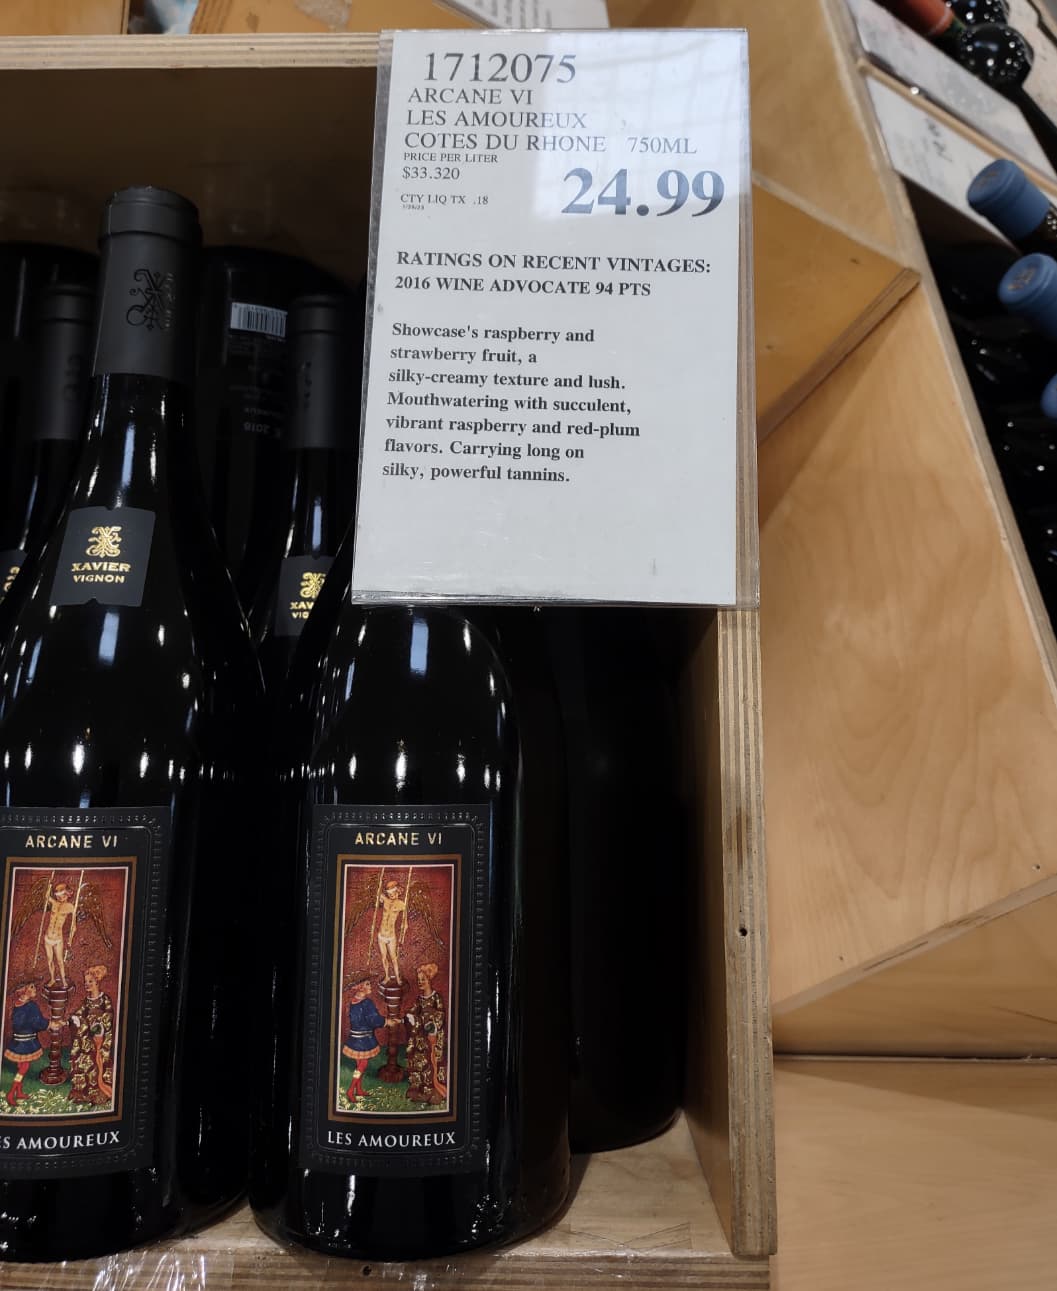 1712075
ARCANE VI
LES AMOUREUX
COTES DU RHONE 750ML
PRICE PER LITER
$33.320
24.99
CTY LIQ TX .18
RATINGS ON RECENT VINTAGES:
2016 WINE ADVOCATE 94 PTS
Showcase's raspberry and
strawberry fruit, a
silky-creamy texture and lush.
Mouthwatering with succulent,
vibrant raspberry and red-plum
flavors. Carrying long on
silky, powerful tannins.
XAVIER
VIGNON
XAV
VIG
ARCANE VI
ES AMOUREUX
ARCANE VI
LES AMOUREUX